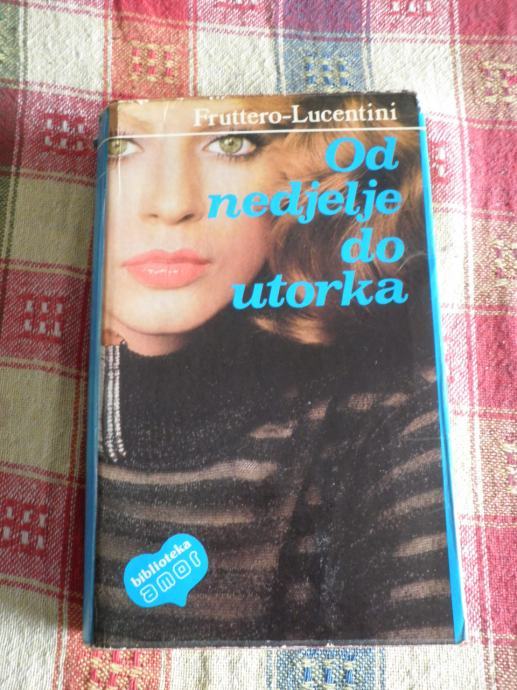 Fruttero-Lucentini
Od
nedjelje
do
utorka
biblioteka
amor